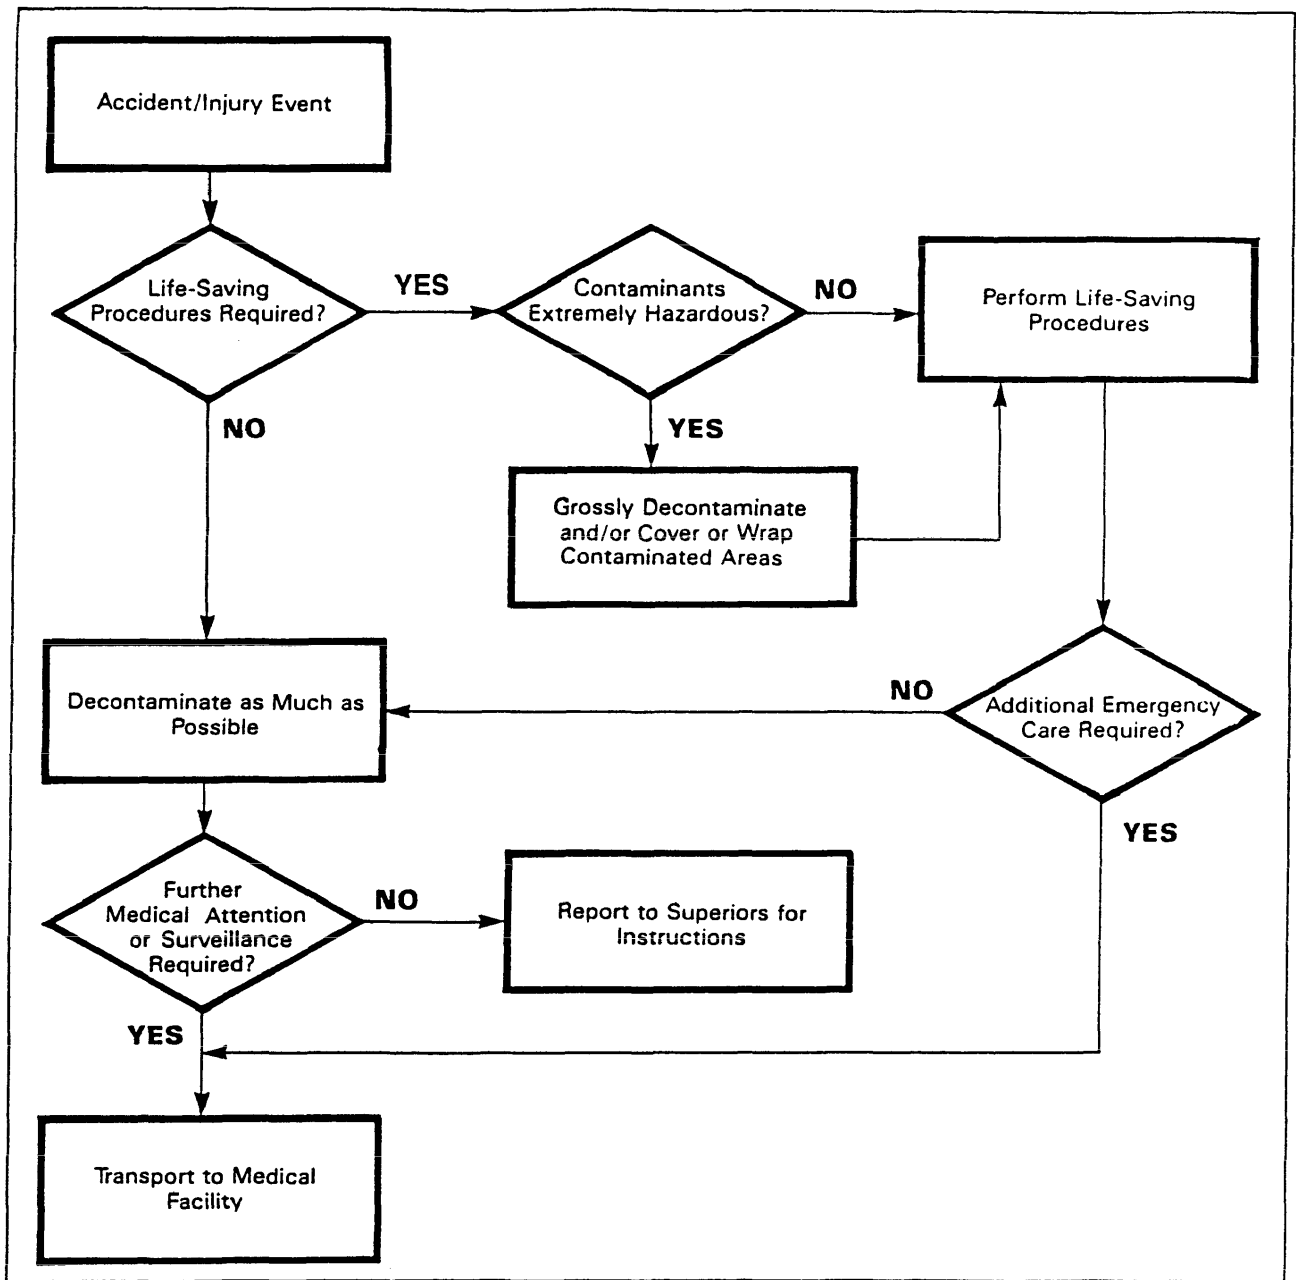 Accident/Injury Event
Life-Saving
Procedures Required?
YES
Contaminants
Extremely Hazardous?
NO
Perform Life-Saving
Procedures
NO
YES
Grossly Decontaminate
and/or Cover or Wrap
Contaminated Areas
Decontaminate as Much as
Possible
NO
Additional Emergency
Care Required?
YES
Further
Medical Attention
or Surveillance
Required?
NO
Report to Superiors for
Instructions
YES
Transport to Medical
Facility